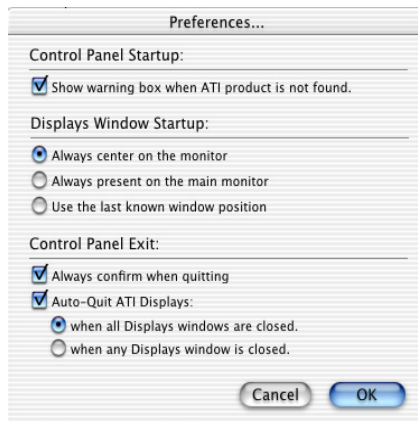 Preferences...
Control Panel Startup:
Show warning box when ATI product is not found.
Displays Window Startup:
Always center on the monitor
Always present on the main monitor
Use the last known window position
Control Panel Exit:
Always confirm when quitting
Auto-Quit ATI Displays:
when all Displays windows are closed.
when any Displays window is closed.
Cancel OK